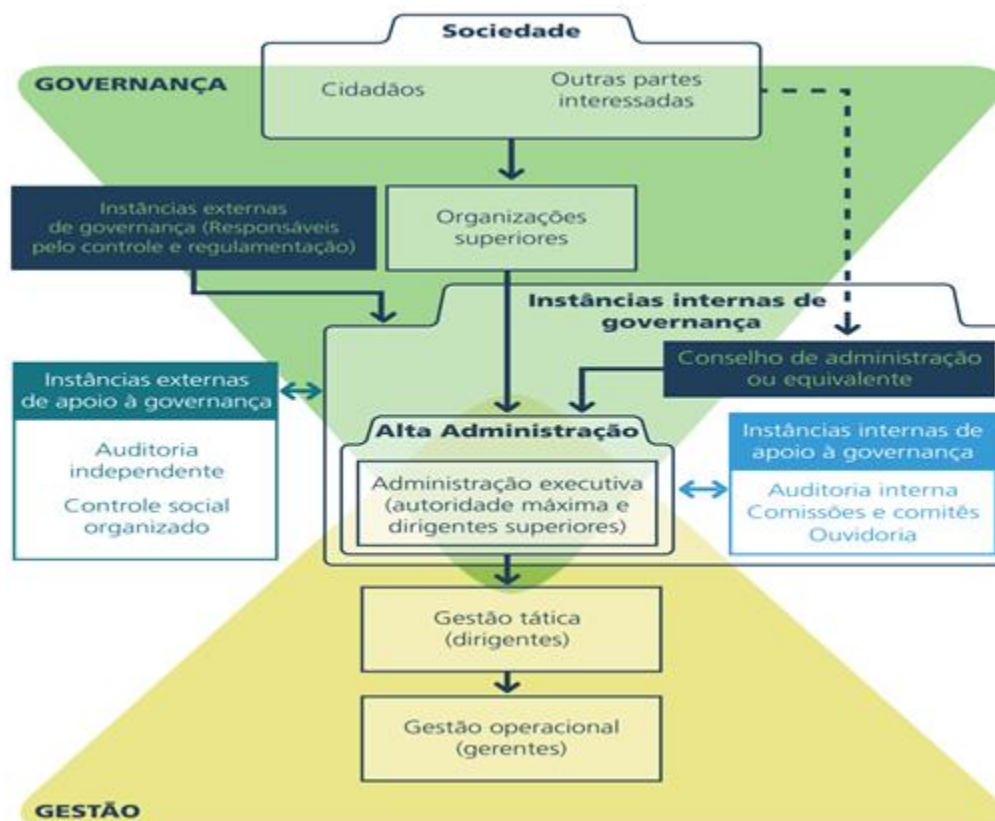 Sociedade
GOVERNANÇA
Cidadãos
Outras partes
interessadas
Instâncias externas
de governança (Responsáveis
pelo controle e regulamentação)
Organizações
superiores
Instâncias internas de
governança
Conselho de administração
ou equivalente
Instâncias externas
de apoio à governança
Auditoria
independente
Controle social
organizado
Alta Administração
Administração executiva
(autoridade máxima e
dirigentes superiores)
Instâncias internas de
apoio à governança
Auditoria interna
Comissões e comitês
Ouvidoria
Gestão tática
(dirigentes)
Gestão operacional
(gerentes)
GESTÃO